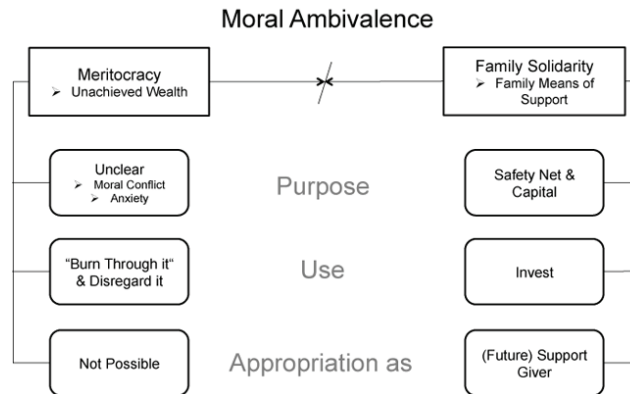 Moral Ambivalence
Meritocracy
➢ Unachieved Wealth
Family Solidarity
➢ Family Means of
Support
Unclear
➢ Moral Conflict
➢ Anxiety
Purpose
Safety Net &
Capital
“Burn Through it“
& Disregard it
Use
Invest
Not Possible
Appropriation as
(Future) Support
Giver